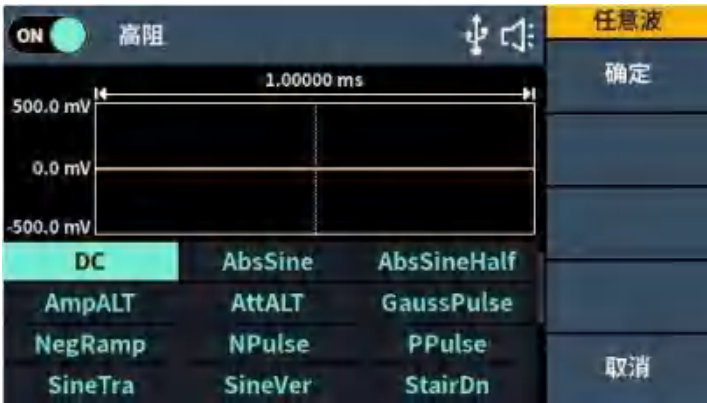 ON 高阻
任意波
1.00000 ms
确定
500.0 mV
0.0 mV
-500.0 mV
DC AbsSine AbsSineHalf
AmpALT AttALT GaussPulse
NegRamp NPulse PPulse
取消
SineTra SineVer StairDn